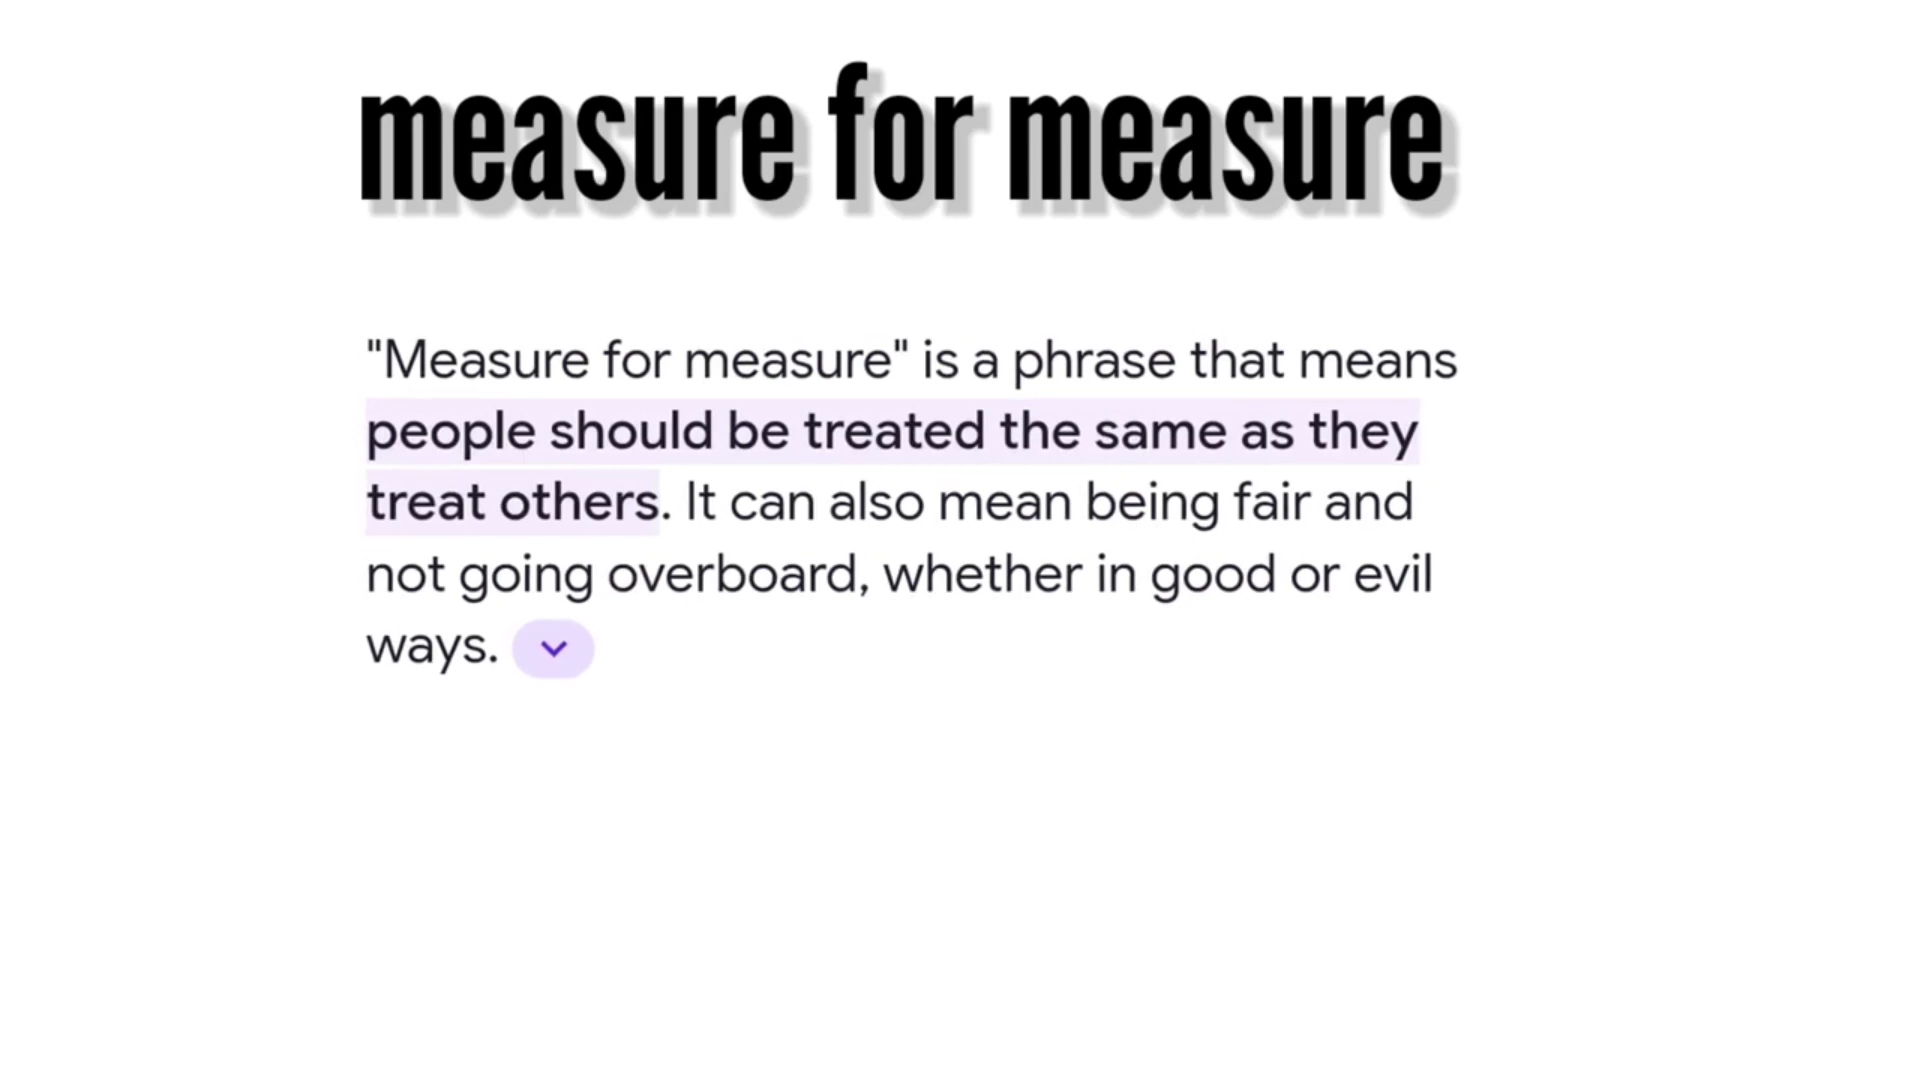 measure for measure
"Measure for measure" is a phrase that means
people should be treated the same as they
treat others. It can also mean being fair and
not going overboard, whether in good or evil
ways.